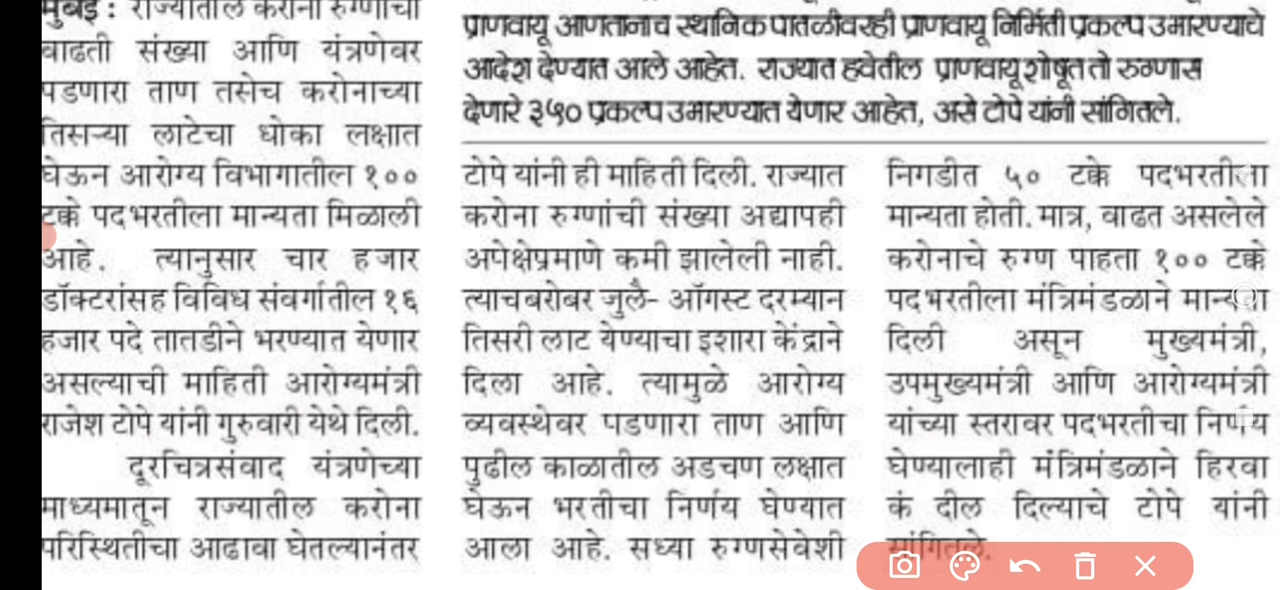 मुंबई : राज्यातील करोना रुग्णांची
वाढती संख्या आणि यंत्रणेवर
पडणारा ताण तसेच करोनाच्या
तिसऱ्या लाटेचा धोका लक्षात
घेऊन आरोग्य विभागातील १००
टक्के पदभरतीला मान्यता मिळाली
आहे. त्यानुसार चार हजार
डॉक्टरांसह विविध संवर्गातील १६
हजार पदे तातडीने भरण्यात येणार
असल्याची माहिती आरोग्यमंत्री
राजेश टोपे यांनी गुरुवारी येथे दिली.
दूरचित्रसंवाद यंत्रणेच्या
माध्यमातून राज्यातील करोना
परिस्थितीचा आढावा घेतल्यानंतर
प्राणवायू आणतानाच स्थानिक पातळीवरही प्राणवायू निर्मिती प्रकल्प उभारण्याचे
आदेश देण्यात आले आहेत. राज्यात हवेतील प्राणवायू शोषून तो रुग्णास
देणारे ३५० प्रकल्प उभारण्यात येणार आहेत, असे टोपे यांनी सांगितले.
टोपे यांनी ही माहिती दिली. राज्यात
करोना रुग्णांची संख्या अद्यापही
अपेक्षेप्रमाणे कमी झालेली नाही.
त्याचबरोबर जुलै- ऑगस्ट दरम्यान
तिसरी लाट येण्याचा इशारा केंद्राने
दिला आहे. त्यामुळे आरोग्य
व्यवस्थेवर पडणारा ताण आणि
पुढील काळातील अडचण लक्षात
घेऊन भरतीचा निर्णय घेण्यात
आला आहे. सध्या रुग्णसेवेशी
निगडीत ५० टक्के पदभरतीला
मान्यता होती. मात्र, वाढत असलेले
करोनाचे रुग्ण पाहता १०० टक्के
पदभरतीला मंत्रिमंडळाने मान्यता
दिली असून मुख्यमंत्री,
उपमुख्यमंत्री आणि आरोग्यमंत्री
यांच्या स्तरावर पदभरतीचा निर्णय
घेण्यालाही मंत्रिमंडळाने हिरवा
कं दील दिल्याचे टोपे यांनी
सांगितले.